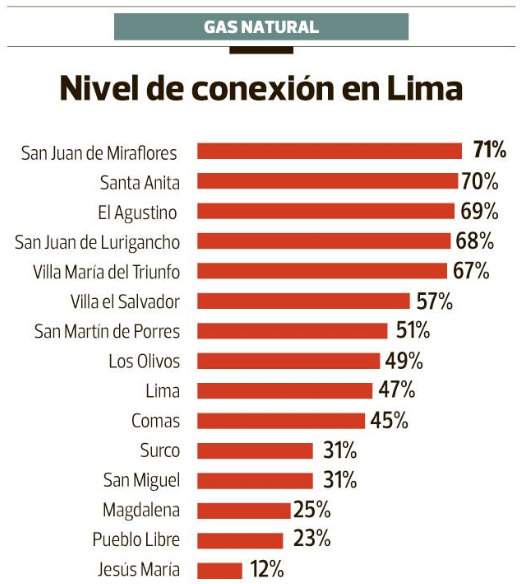 GAS NATURAL
Nivel de conexión en Lima
San Juan de Miraflores 71%
Santa Anita 70%
El Agustino 69%
San Juan de Lurigancho 68%
Villa María del Triunfo 67%
Villa el Salvador 57%
San Martín de Porres 51%
Los Olivos 49%
Lima 47%
Comas 45%
Surco 31%
San Miguel 31%
Magdalena 25%
Pueblo Libre 23%
Jesús María 12%